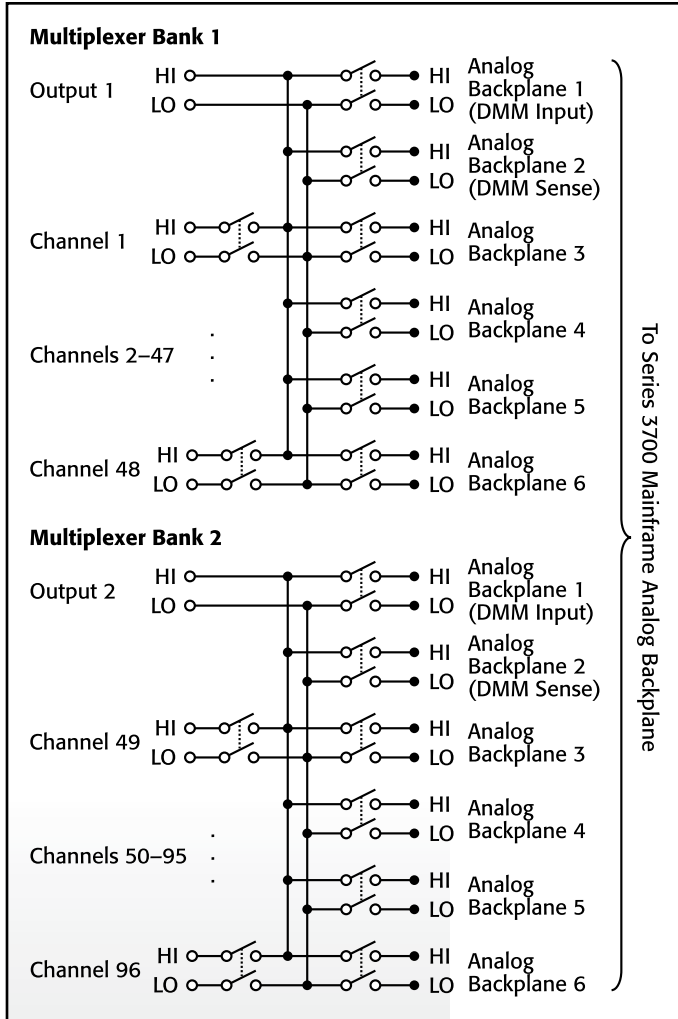 Multiplexer Bank 1
Output 1
HI
LO
HI
LO
Analog
Backplane 1
(DMM Input)
HI
LO
Analog
Backplane 2
(DMM Sense)
Channel 1
HI
LO
HI
LO
Analog
Backplane 3
HI
LO
Analog
Backplane 4
Channels 2–47
HI
LO
Analog
Backplane 5
Channel 48
HI
LO
HI
LO
Analog
Backplane 6
Multiplexer Bank 2
Output 2
HI
LO
HI
LO
Analog
Backplane 1
(DMM Input)
HI
LO
Analog
Backplane 2
(DMM Sense)
Channel 49
HI
LO
HI
LO
Analog
Backplane 3
HI
LO
Analog
Backplane 4
Channels 50–95
HI
LO
Analog
Backplane 5
Channel 96
HI
LO
HI
LO
Analog
Backplane 6
To Series 3700 Mainframe Analog Backplane